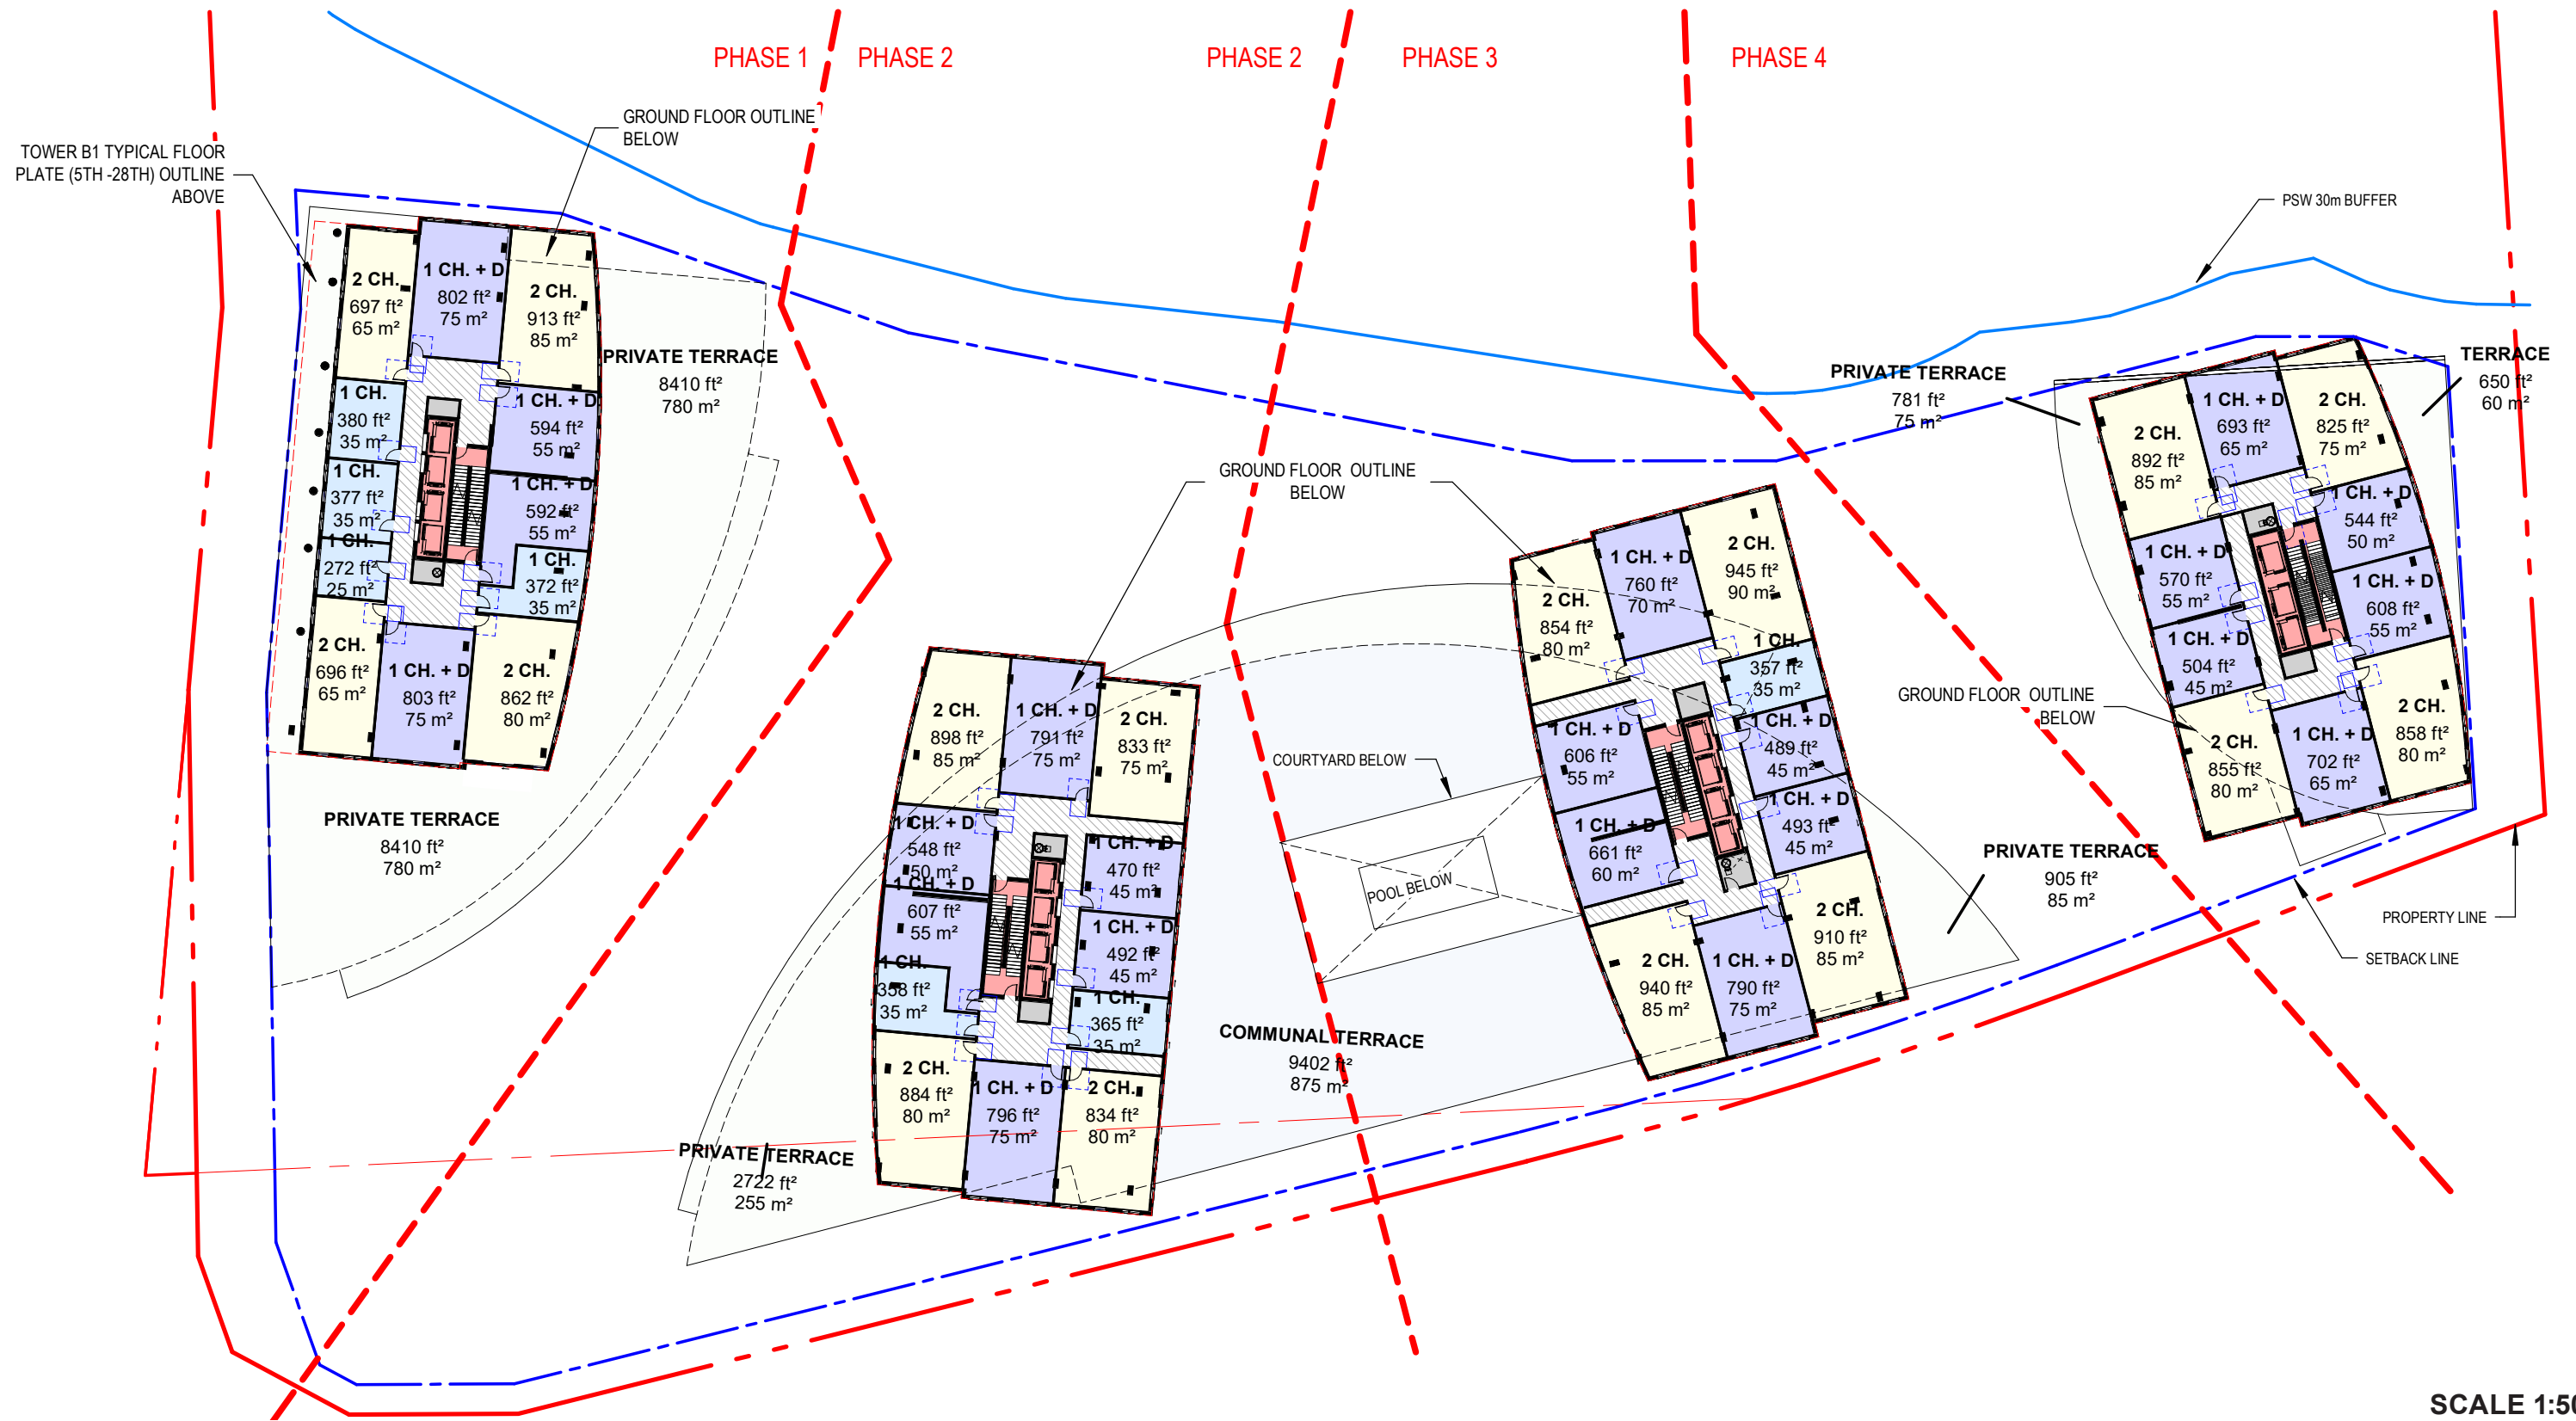 PHASE 1
PHASE 2
PHASE 2
PHASE 3
PHASE 4
GROUND FLOOR OUTLINE
BELOW
TOWER B1 TYPICAL FLOOR
PLATE (5TH -28TH) OUTLINE
ABOVE
PSW 30m BUFFER
2 CH.
697 ft²
65 m²
1 CH. + D
802 ft²
75 m²
2 CH.
913 ft²
85 m²
PRIVATE TERRACE
8410 ft²
780 m²
1 CH.
380 ft²
35 m²
1 CH. + D
594 ft²
55 m²
1 CH.
377 ft²
35 m²
1 CH. + D
592 ft²
55 m²
1 CH.
272 ft²
25 m²
1 CH.
372 ft²
35 m²
2 CH.
696 ft²
65 m²
1 CH. + D
803 ft²
75 m²
2 CH.
862 ft²
80 m²
PRIVATE TERRACE
8410 ft²
780 m²
GROUND FLOOR OUTLINE
BELOW
2 CH.
898 ft²
85 m²
1 CH. + D
791 ft²
75 m²
2 CH.
833 ft²
75 m²
1 CH. + D
548 ft²
50 m²
1 CH. + D
470 ft²
45 m²
1 CH. + D
607 ft²
55 m²
1 CH. + D
492 ft²
45 m²
1 CH.
358 ft²
35 m²
1 CH.
365 ft²
35 m²
2 CH.
884 ft²
80 m²
1 CH. + D
796 ft²
75 m²
2 CH.
834 ft²
80 m²
PRIVATE TERRACE
2722 ft²
255 m²
COURTYARD BELOW
POOL BELOW
COMMUNAL TERRACE
9402 ft²
875 m²
2 CH.
854 ft²
80 m²
1 CH. + D
760 ft²
70 m²
2 CH.
945 ft²
90 m²
1 CH.
357 ft²
35 m²
1 CH. + D
606 ft²
55 m²
1 CH. + D
489 ft²
45 m²
1 CH. + D
661 ft²
60 m²
1 CH. + D
493 ft²
45 m²
2 CH.
940 ft²
85 m²
1 CH. + D
790 ft²
75 m²
2 CH.
910 ft²
85 m²
PRIVATE TERRACE
905 ft²
85 m²
PRIVATE TERRACE
781 ft²
75 m²
TERRACE
650 ft²
60 m²
2 CH.
892 ft²
85 m²
1 CH. + D
693 ft²
65 m²
2 CH.
825 ft²
75 m²
1 CH. + D
544 ft²
50 m²
1 CH. + D
570 ft²
55 m²
1 CH. + D
608 ft²
55 m²
1 CH. + D
504 ft²
45 m²
2 CH.
855 ft²
80 m²
1 CH. + D
702 ft²
65 m²
2 CH.
858 ft²
80 m²
GROUND FLOOR OUTLINE
BELOW
PROPERTY LINE
SETBACK LINE
SCALE 1:50